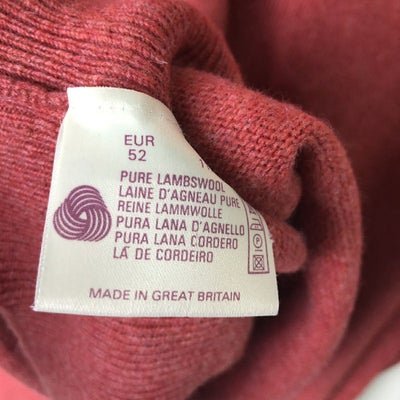 EUR
52
PURE LAMBSWOOL
LAINE D'AGNEAU PURE
REINE LAMMWOLLE
PURA LANA D'AGNELLO
PURA LANA CORDERO
LÁ DE CORDEIRO
MADE IN GREAT BRITAIN